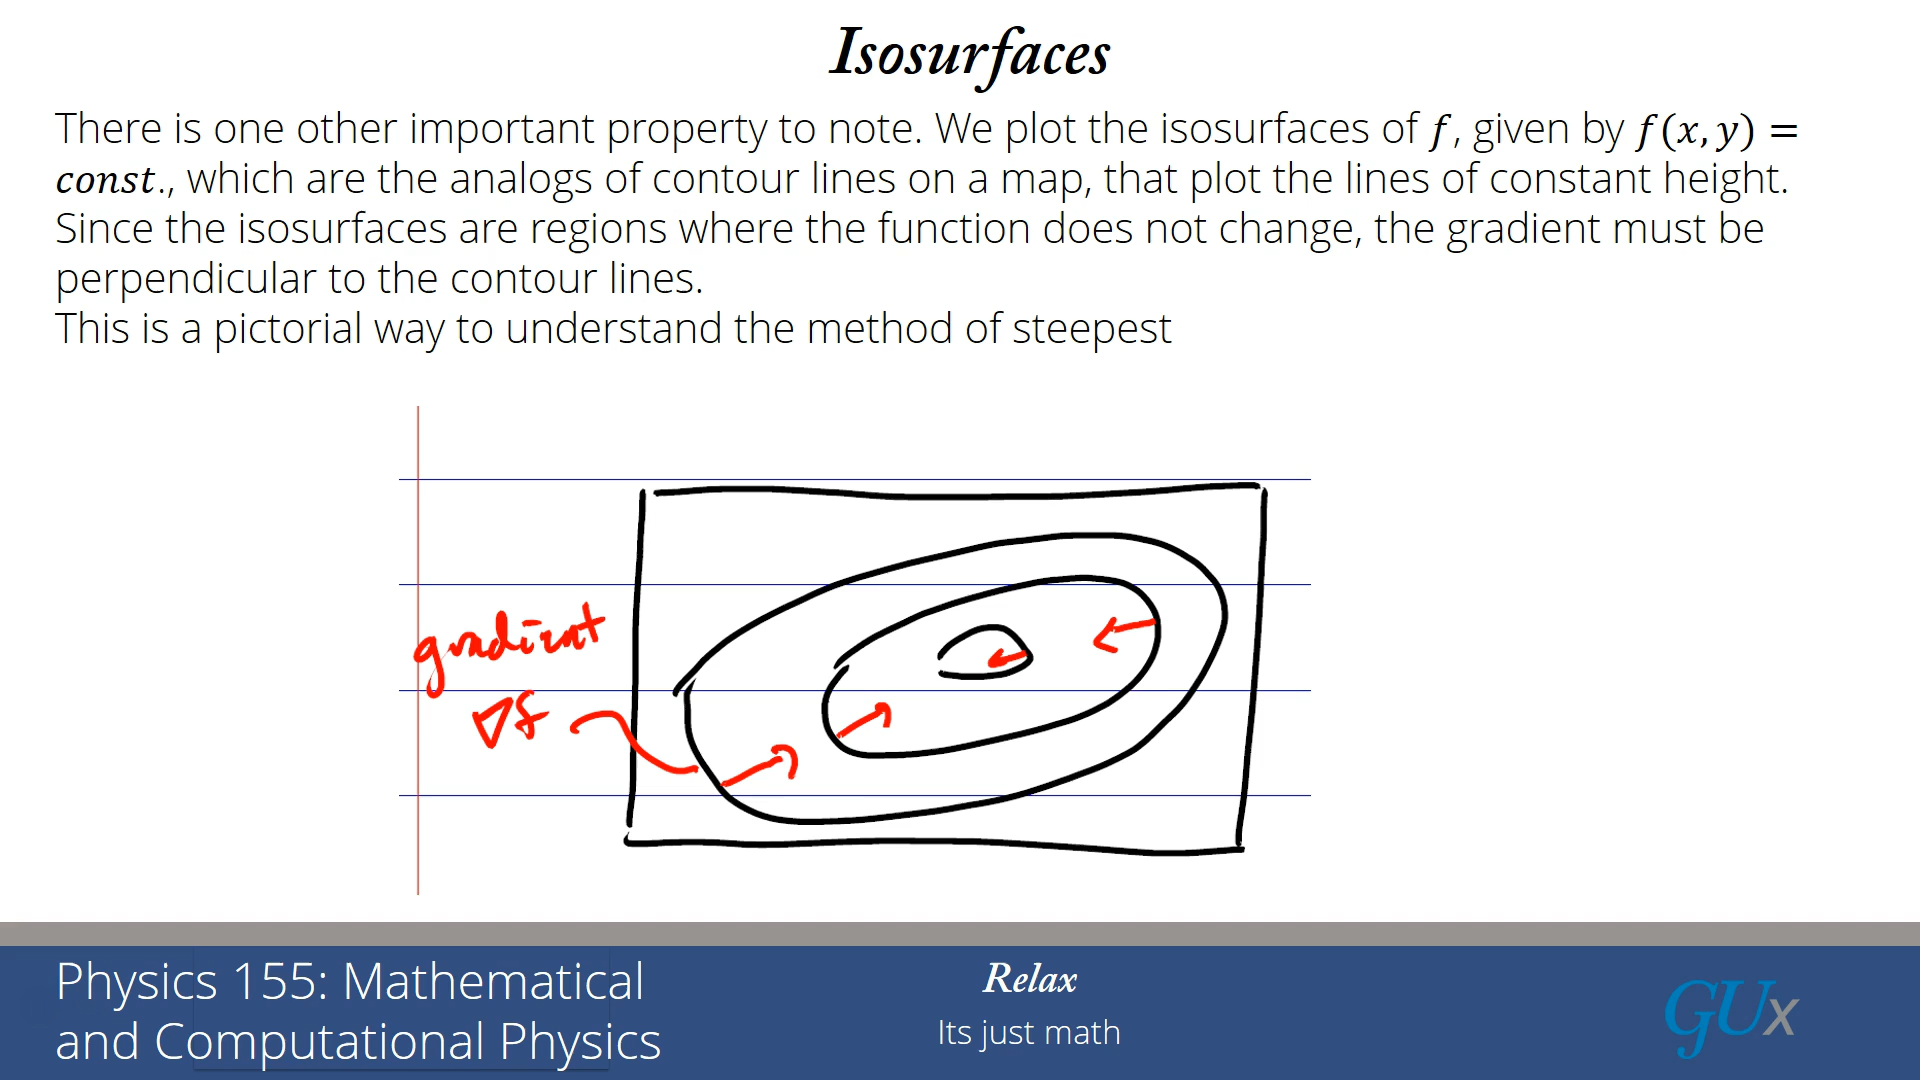 Isosurfaces
There is one other important property to note. We plot the isosurfaces of f, given by f(x, y) =
const., which are the analogs of contour lines on a map, that plot the lines of constant height.
Since the isosurfaces are regions where the function does not change, the gradient must be
perpendicular to the contour lines.
This is a pictorial way to understand the method of steepest
gradient
∇f
Physics 155: Mathematical
and Computational Physics
Relax
Its just math
GUx